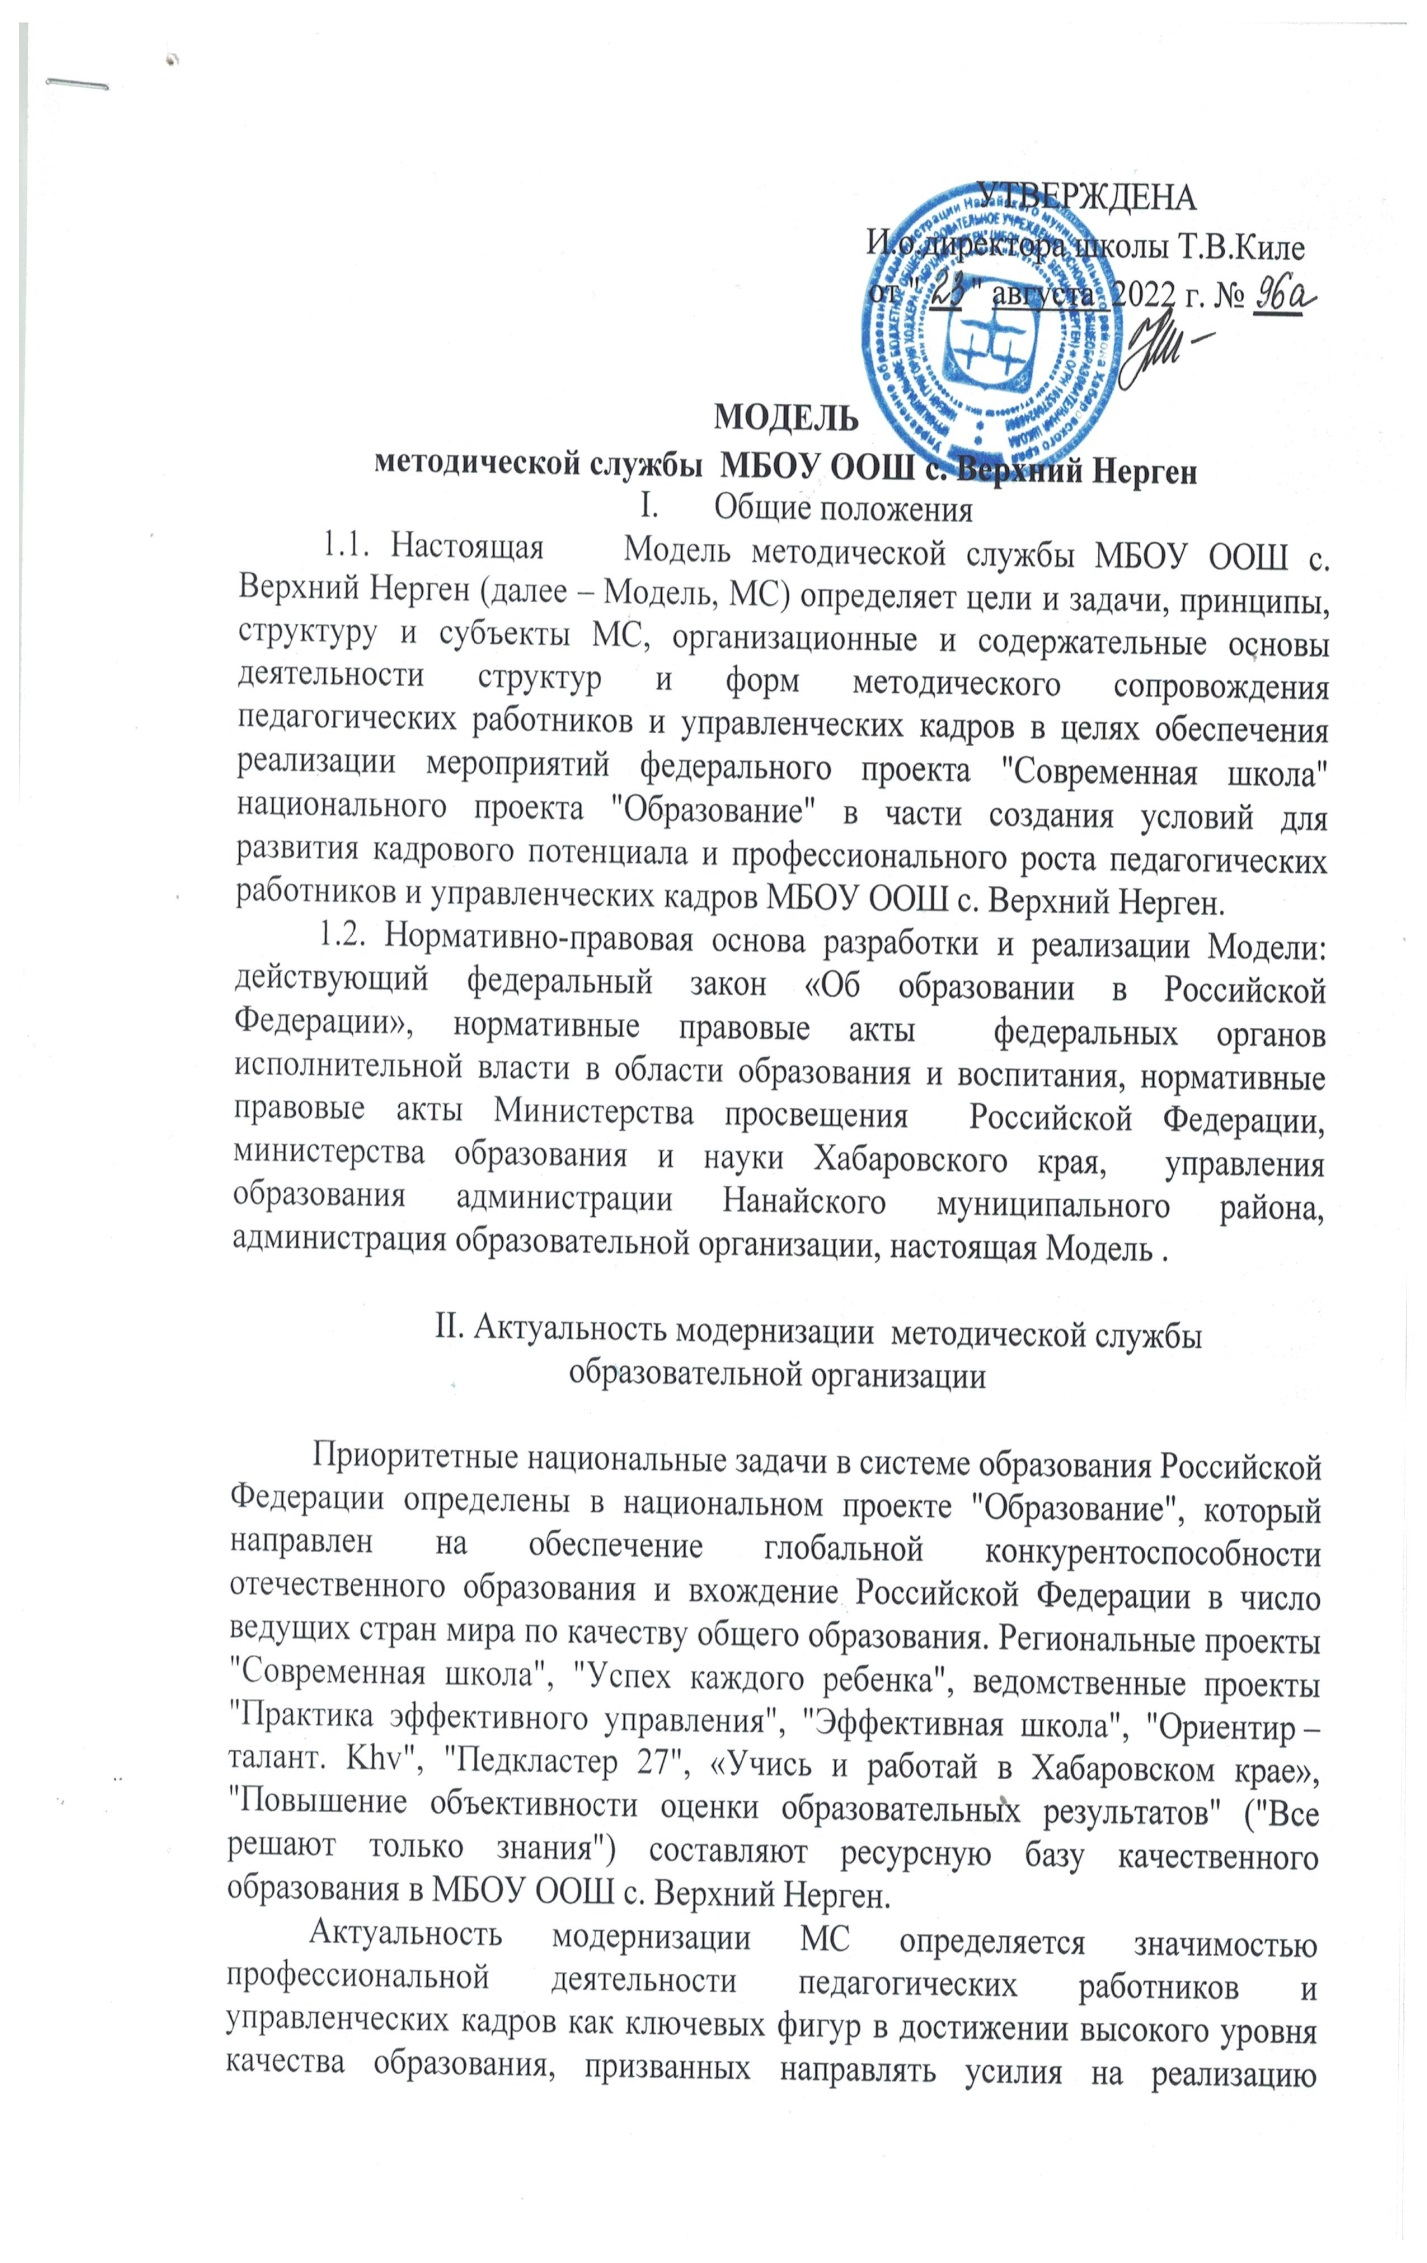 УТВЕРЖДЕНА
И.о.директора школы Т.В.Киле
от "23" августа 2022 г. № 96а
МОДЕЛЬ
методической службы МБОУ ООШ с. Верхний Нерген
I. Общие положения
1.1. Настоящая Модель методической службы МБОУ ООШ с.
Верхний Нерген (далее – Модель, МС) определяет цели и задачи, принципы,
структуру и субъекты МС, организационные и содержательные основы
деятельности структур и форм методического сопровождения
педагогических работников и управленческих кадров в целях обеспечения
реализации мероприятий федерального проекта "Современная школа"
национального проекта "Образование" в части создания условий для
развития кадрового потенциала и профессионального роста педагогических
работников и управленческих кадров МБОУ ООШ с. Верхний Нерген.
1.2. Нормативно-правовая основа разработки и реализации Модели:
действующий федеральный закон «Об образовании в Российской
Федерации», нормативные правовые акты федеральных органов
исполнительной власти в области образования и воспитания, нормативные
правовые акты Министерства просвещения Российской Федерации,
министерства образования и науки Хабаровского края, управления
образования администрации Нанайского муниципального района,
администрация образовательной организации, настоящая Модель .
II. Актуальность модернизации методической службы
образовательной организации
Приоритетные национальные задачи в системе образования Российской
Федерации определены в национальном проекте "Образование", который
направлен на обеспечение глобальной конкурентоспособности
отечественного образования и вхождение Российской Федерации в число
ведущих стран мира по качеству общего образования. Региональные проекты
"Современная школа", "Успех каждого ребенка", ведомственные проекты
"Практика эффективного управления", "Эффективная школа", "Ориентир –
талант. Khv", "Педкластер 27", «Учись и работай в Хабаровском крае»,
"Повышение объективности оценки образовательных результатов" ("Все
решают только знания") составляют ресурсную базу качественного
образования в МБОУ ООШ с. Верхний Нерген.
Актуальность модернизации МС определяется значимостью
профессиональной деятельности педагогических работников и
управленческих кадров как ключевых фигур в достижении высокого уровня
качества образования, призванных направлять усилия на реализацию